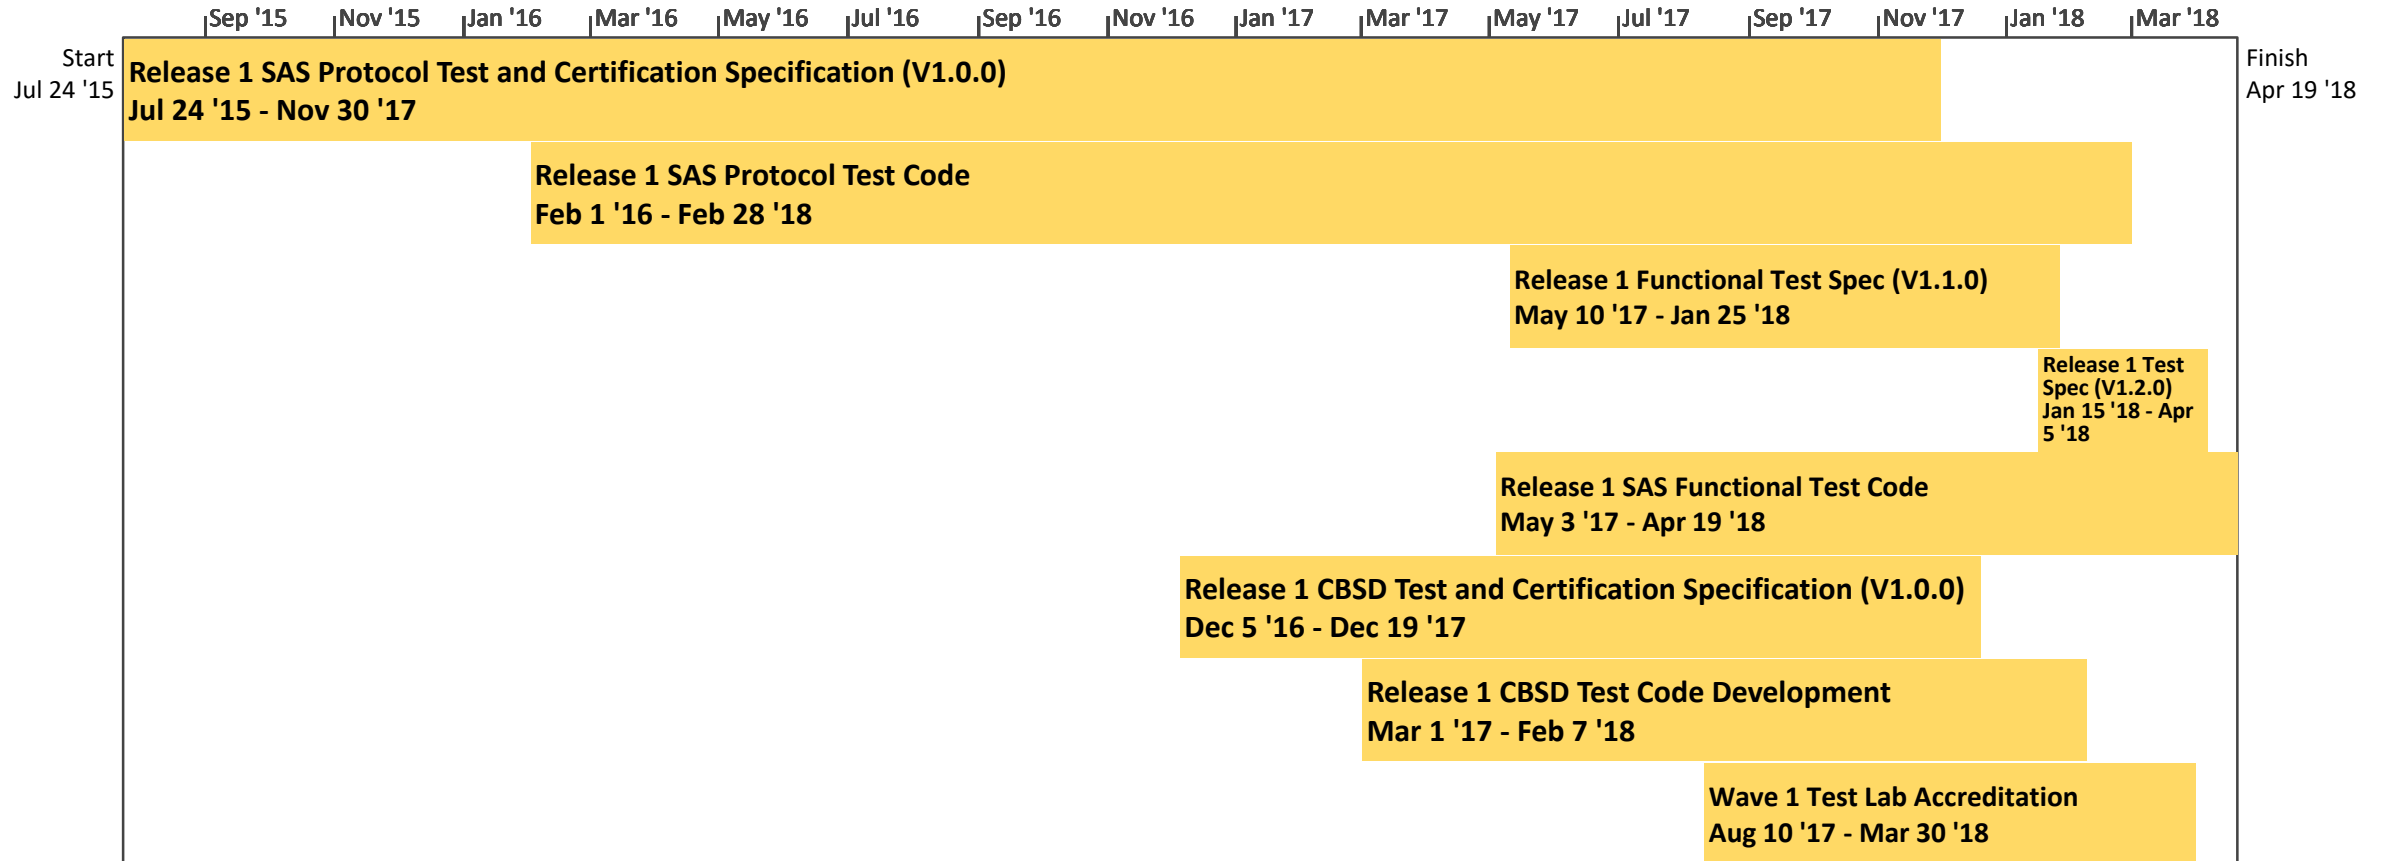 Sep '15
Nov '15
Jan '16
Mar '16
May '16
Jul '16
Sep '16
Nov '16
Jan '17
Mar '17
May '17
Jul '17
Sep '17
Nov '17
Jan '18
Mar '18
Start
Jul 24 '15
Finish
Apr 19 '18
Release 1 SAS Protocol Test and Certification Specification (V1.0.0)
Jul 24 '15 - Nov 30 '17
Release 1 SAS Protocol Test Code
Feb 1 '16 - Feb 28 '18
Release 1 Functional Test Spec (V1.1.0)
May 10 '17 - Jan 25 '18
Release 1 Test
Spec (V1.2.0)
Jan 15 '18 - Apr
5 '18
Release 1 SAS Functional Test Code
May 3 '17 - Apr 19 '18
Release 1 CBSD Test and Certification Specification (V1.0.0)
Dec 5 '16 - Dec 19 '17
Release 1 CBSD Test Code Development
Mar 1 '17 - Feb 7 '18
Wave 1 Test Lab Accreditation
Aug 10 '17 - Mar 30 '18